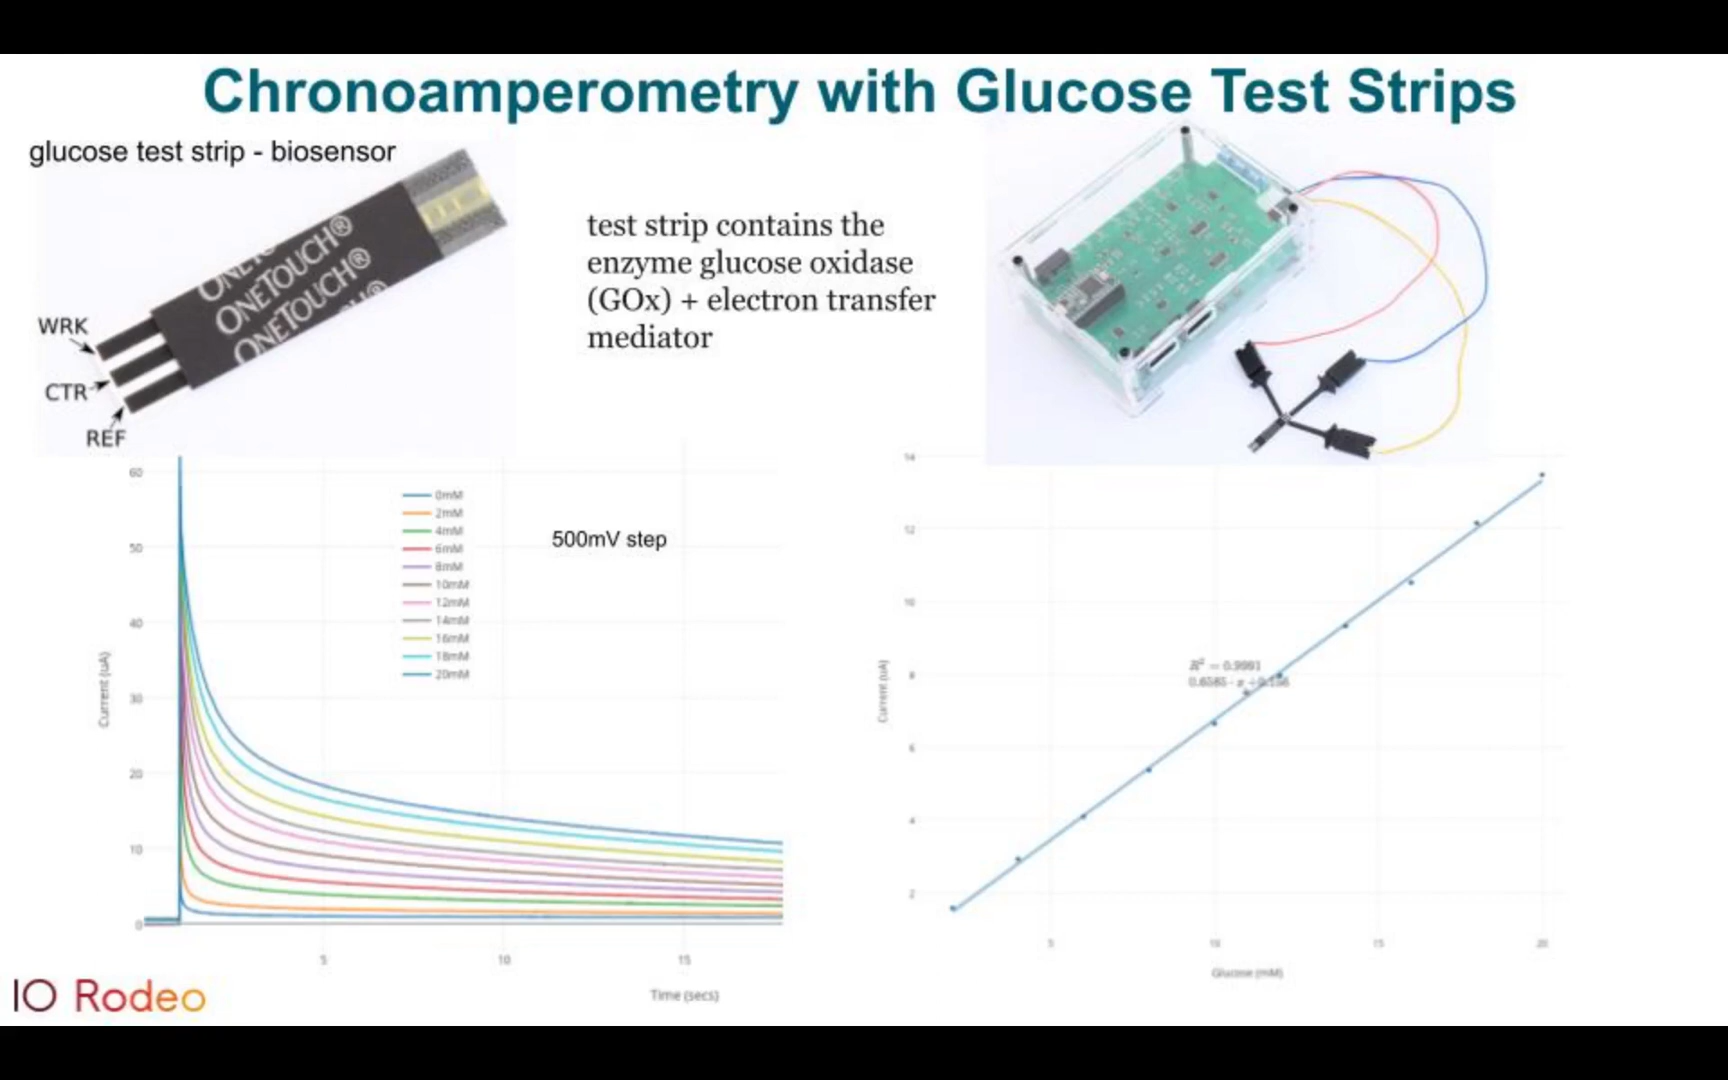 Chronoamperometry with Glucose Test Strips
glucose test strip - biosensor
ONETOUCH®
ONETOUCH®
WRK
CTR
REF
test strip contains the
enzyme glucose oxidase
(GOx) + electron transfer
mediator
60
50
40
30
20
10
0
Current (uA)
0mM
2mM
4mM
6mM
8mM
10mM
12mM
14mM
16mM
18mM
20mM
500mV step
5
10
15
Time (secs)
14
12
10
8
6
4
2
Current (uA)
R² = 0.9991
5
10
15
20
Glucose (mM)
IO Rodeo